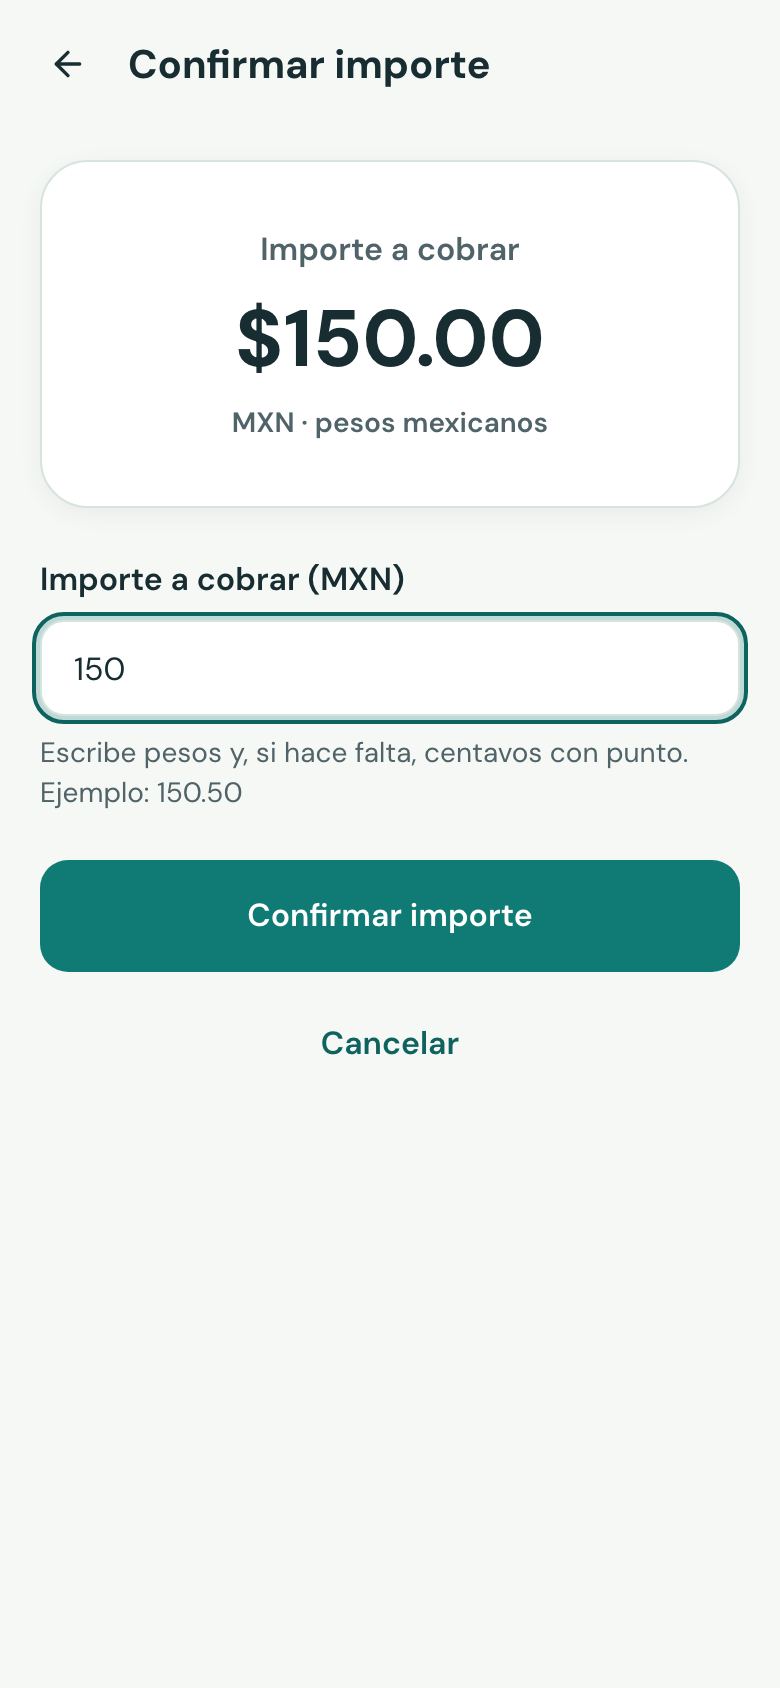 Confirmar importe
Importe a cobrar
$150.00
MXN · pesos mexicanos
Importe a cobrar (MXN)
150
Escribe pesos y, si hace falta, centavos con punto.
Ejemplo: 150.50
Confirmar importe
Cancelar